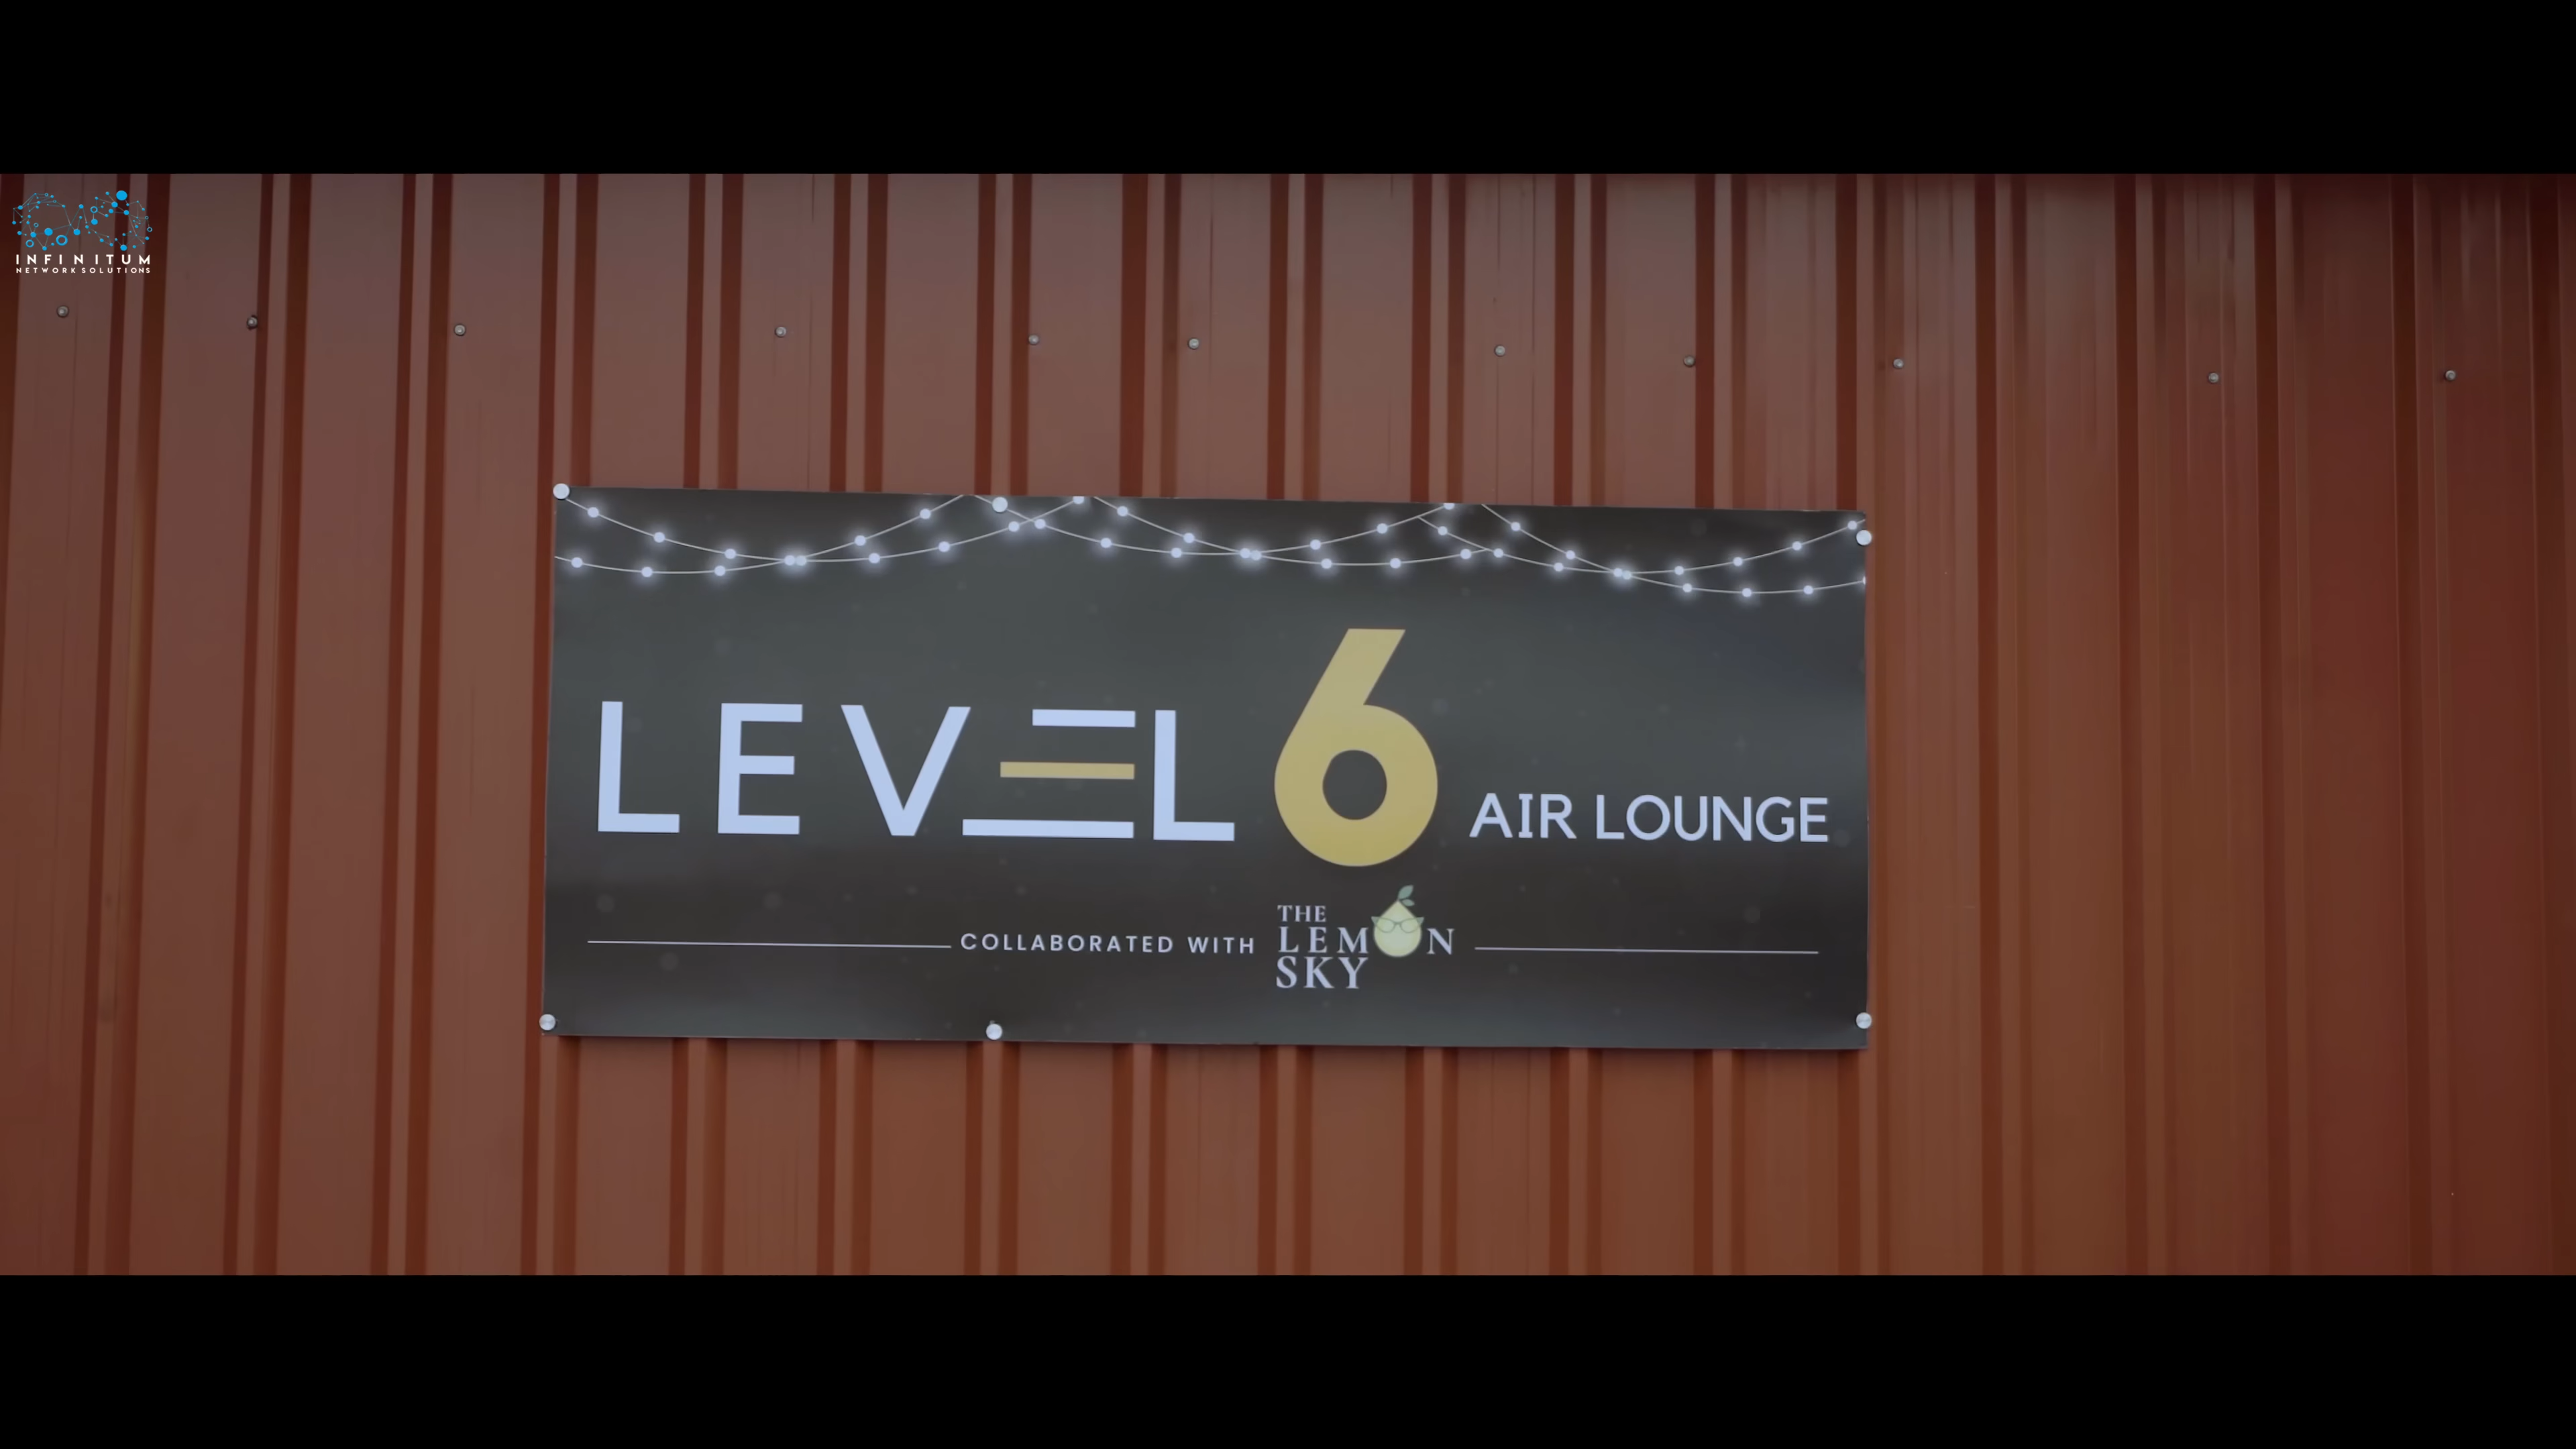 INFINITUM
NETWORK SOLUTIONS
LEVEL 6 AIR LOUNGE
COLLABORATED WITH THE LEMON SKY